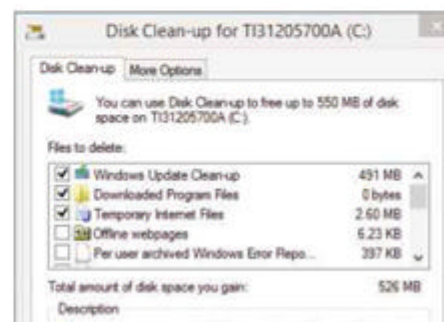 Disk Clean-up for TI31205700A (C:)
Disk Clean-up More Options
You can use Disk Clean-up to free up to 550 MB of disk
space on TI31205700A (C:).
Files to delete:
Windows Update Clean-up 491 MB
Downloaded Program Files 0 bytes
Temporary Internet Files 2.60 MB
Offline webpages 6.23 KB
Per user archived Windows Error Repo... 397 KB
Total amount of disk space you gain: 526 MB
Description